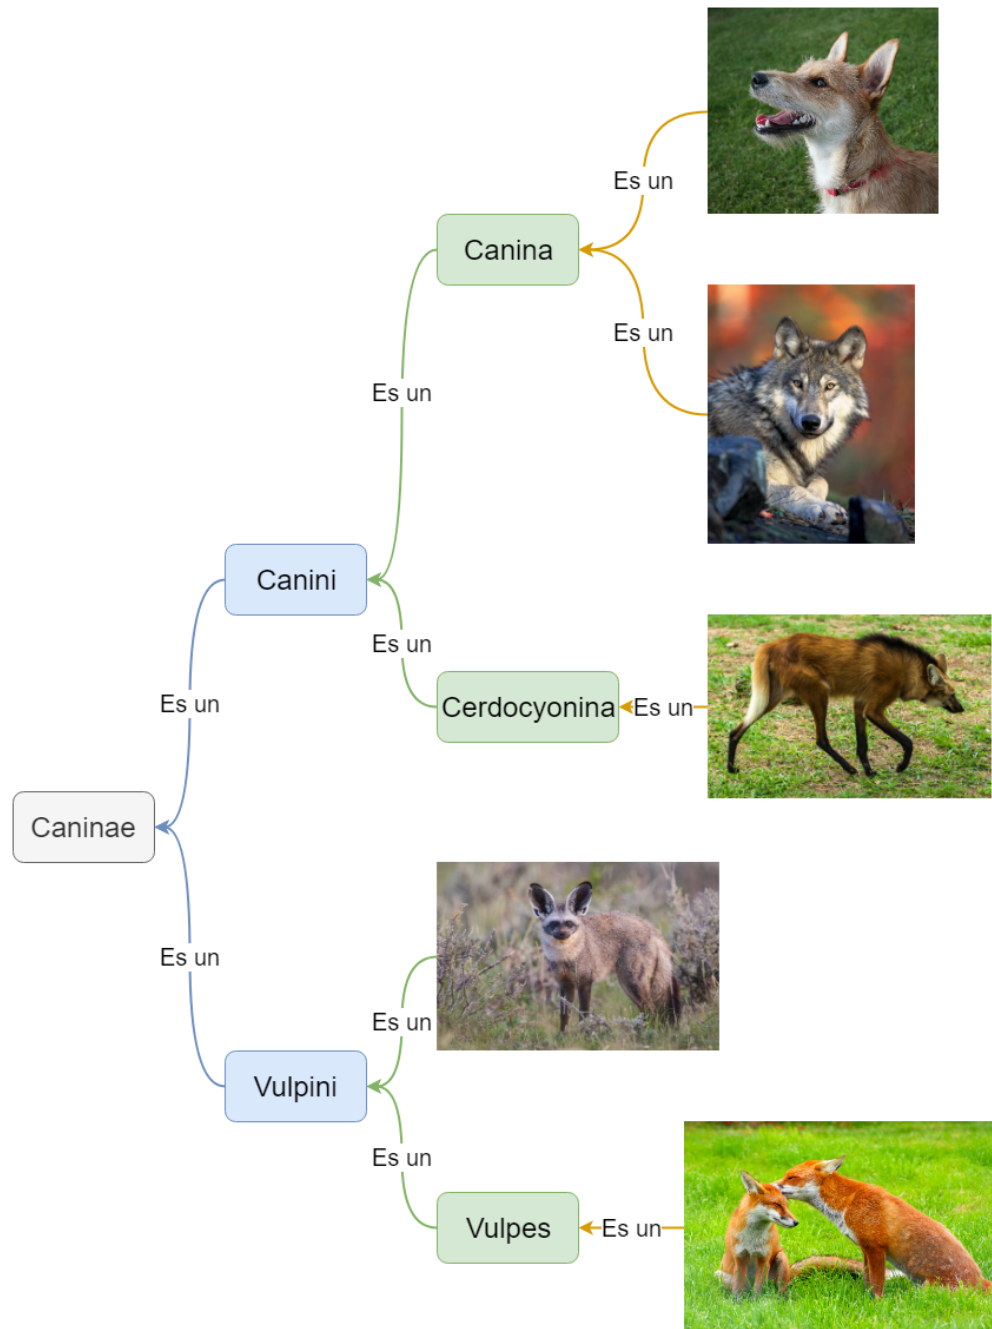 Es un
Canina
Es un
Es un
Canini
Es un
Cerdocyonina
Es un
Es un
Caninae
Es un
Es un
Vulpini
Es un
Vulpes
Es un